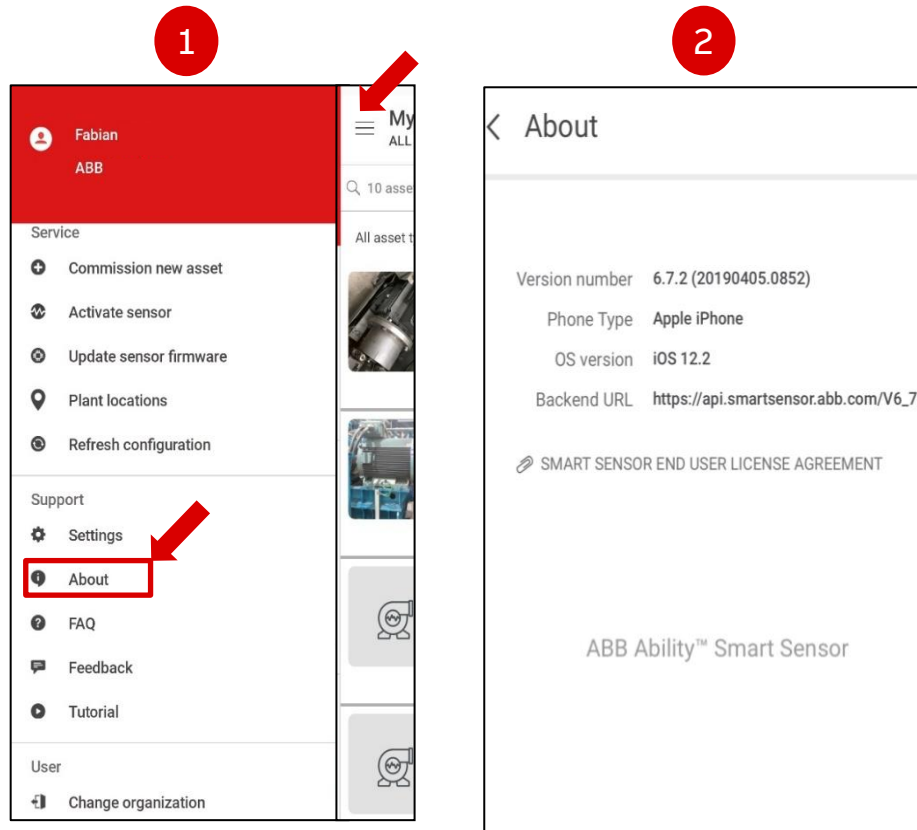 1
Fabian
ABB
Service
Commission new asset
Activate sensor
Update sensor firmware
Plant locations
Refresh configuration
Support
Settings
About
FAQ
Feedback
Tutorial
User
Change organization
My
ALL
10 asse
All asset t
2
About
Version number 6.7.2 (20190405.0852)
Phone Type Apple iPhone
OS version iOS 12.2
Backend URL https://api.smartsensor.abb.com/V6_7
SMART SENSOR END USER LICENSE AGREEMENT
ABB Ability™ Smart Sensor